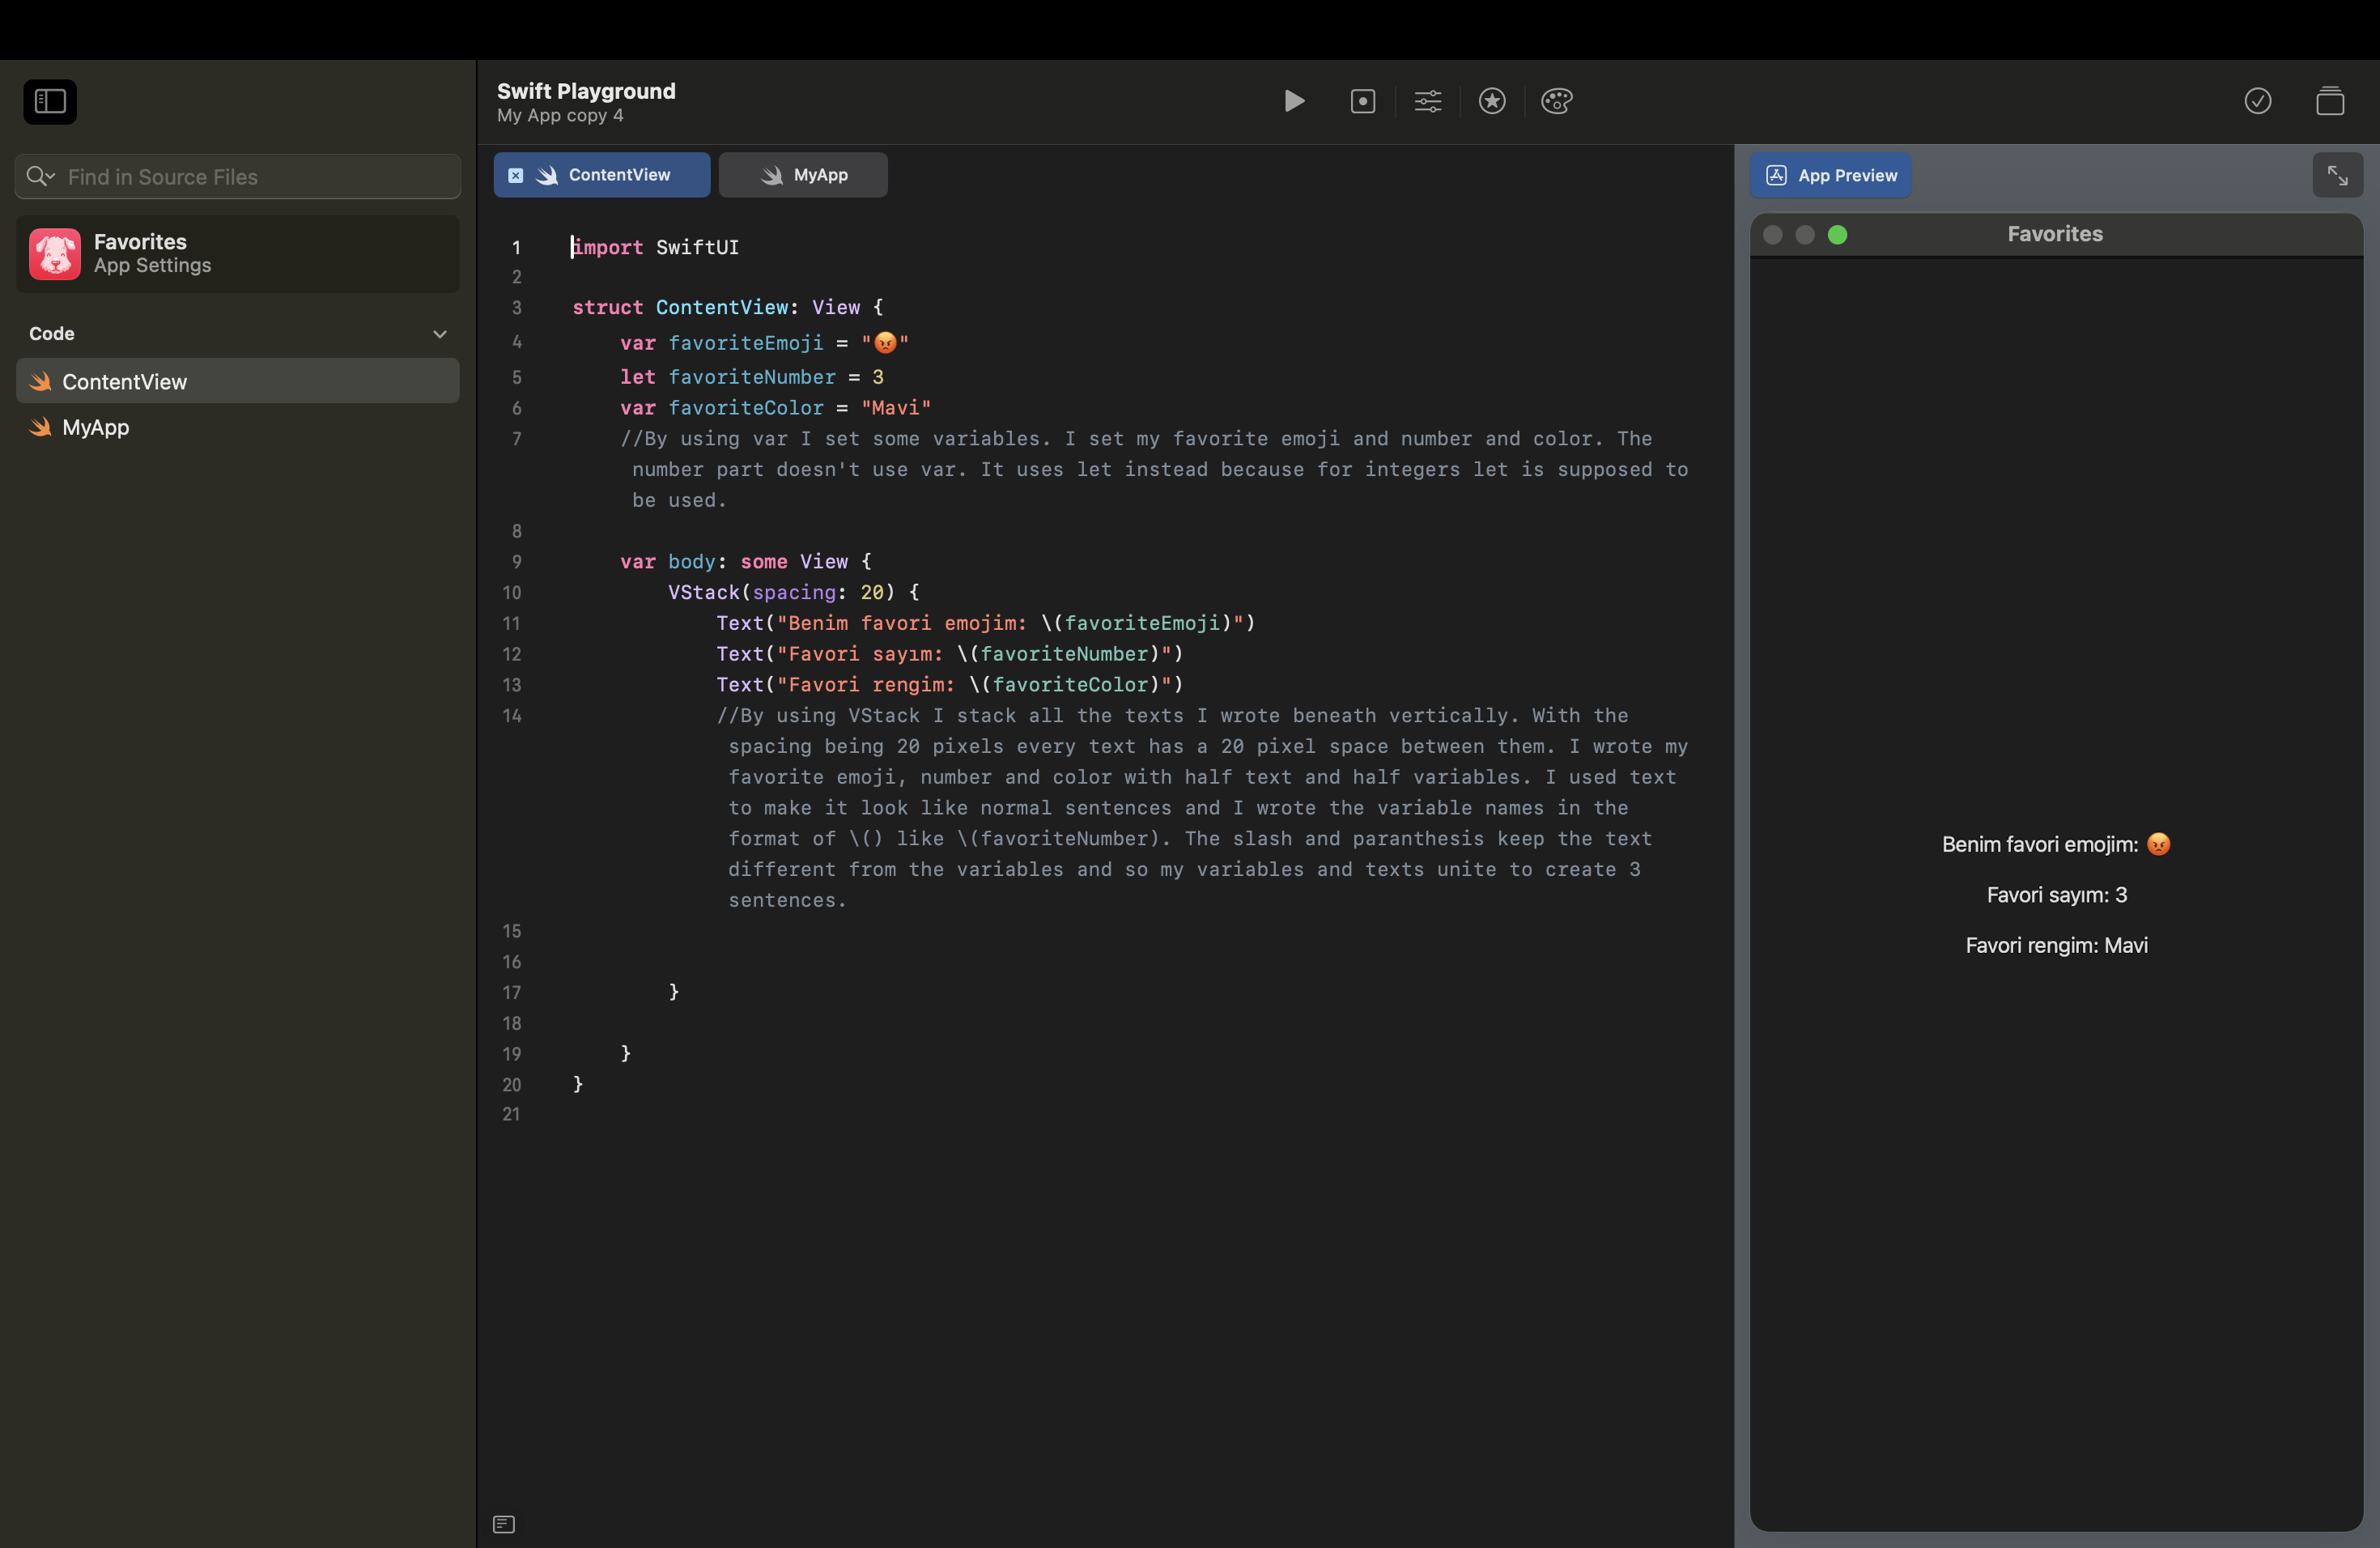 Swift Playground
My App copy 4
Find in Source Files
Favorites
App Settings
Code
ContentView
MyApp
ContentView
MyApp
1 import SwiftUI
2
3 struct ContentView: View {
4 var favoriteEmoji = "😡"
5 let favoriteNumber = 3
6 var favoriteColor = "Mavi"
7 //By using var I set some variables. I set my favorite emoji and number and color. The
number part doesn't use var. It uses let instead because for integers let is supposed to
be used.
8
9 var body: some View {
10 VStack(spacing: 20) {
11 Text("Benim favori emojim: \(favoriteEmoji)")
12 Text("Favori sayım: \(favoriteNumber)")
13 Text("Favori rengim: \(favoriteColor)")
14 //By using VStack I stack all the texts I wrote beneath vertically. With the
spacing being 20 pixels every text has a 20 pixel space between them. I wrote my
favorite emoji, number and color with half text and half variables. I used text
to make it look like normal sentences and I wrote the variable names in the
format of \() like \(favoriteNumber). The slash and paranthesis keep the text
different from the variables and so my variables and texts unite to create 3
sentences.
15
16
17 }
18
19 }
20 }
21
App Preview
Favorites
Benim favori emojim: 😡
Favori sayım: 3
Favori rengim: Mavi